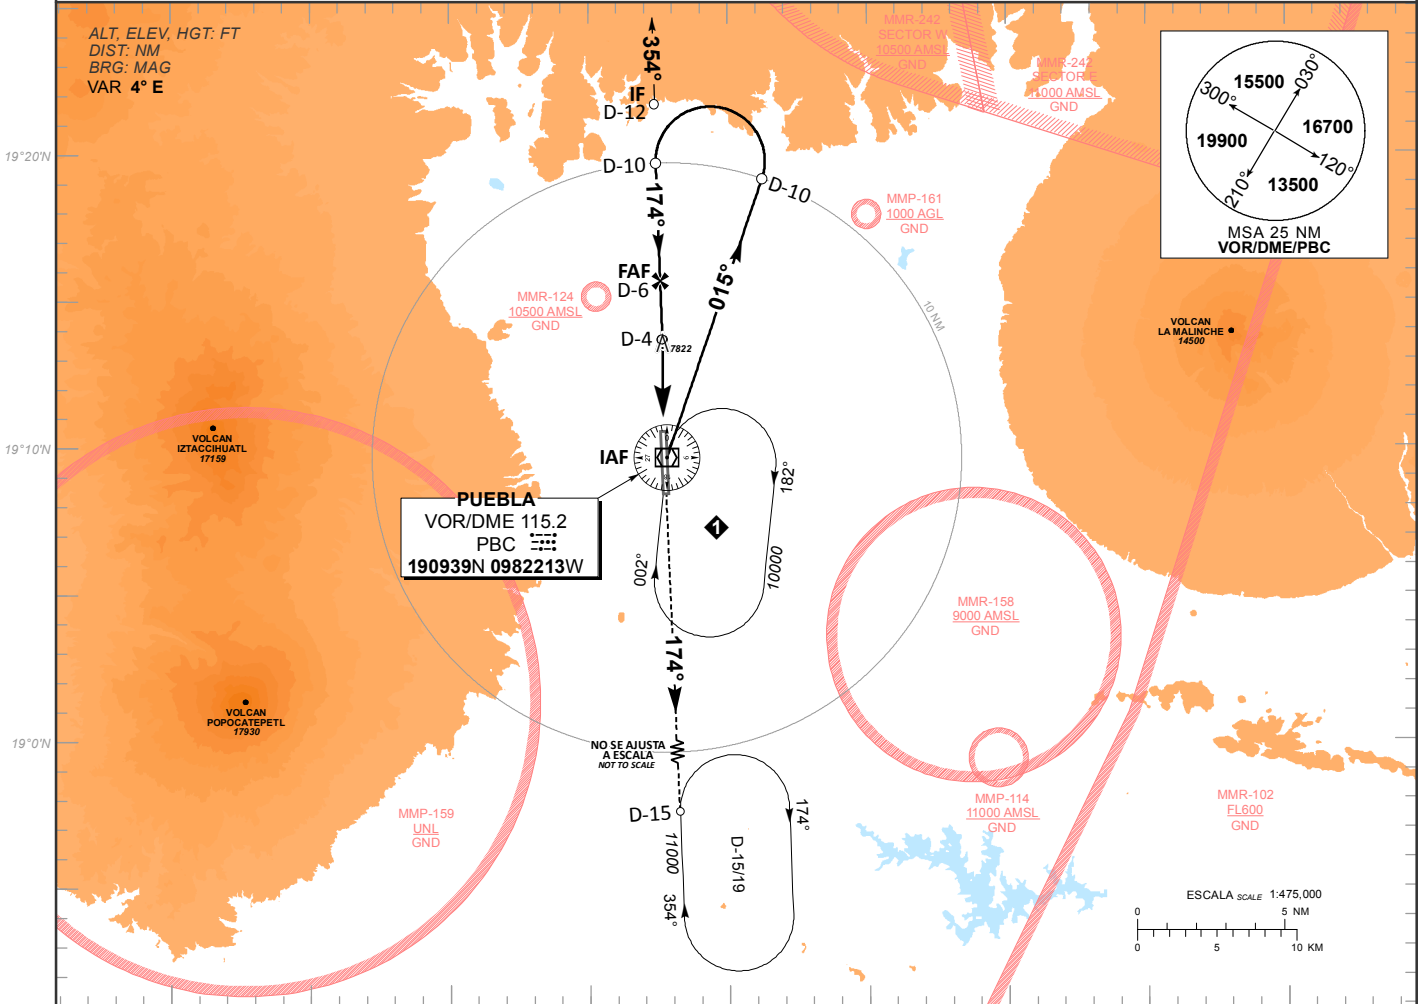 ALT, ELEV, HGT: FT
DIST: NM
BRG: MAG
VAR 4° E
354°
IF
D-12
D-10
D-10
174°
FAF
D-6
D-4
7822
015°
10 NM
MMR-242
SECTOR W
10500 AMSL
GND
MMR-242
SECTOR E
11000 AMSL
GND
15500
030°
300°
16700
19900
120°
210°
13500
MSA 25 NM
VOR/DME/PBC
19°20'N
MMP-161
1000 AGL
GND
MMR-124
10500 AMSL
GND
VOLCAN
LA MALINCHE
14500
VOLCAN
IZTACCIHUATL
17159
19°10'N
IAF
27
9
18
182°
1
PUEBLA
VOR/DME 115.2
PBC
190939N 0982213W
002°
10000
MMR-158
9000 AMSL
GND
174°
VOLCAN
POPOCATEPETL
17930
19°0'N
NO SE AJUSTA
A ESCALA
NOT TO SCALE
D-15
11000
354°
D-15/19
174°
MMP-159
UNL
GND
MMP-114
11000 AMSL
GND
MMR-102
FL600
GND
ESCALA SCALE 1:475,000
0 5 NM
0 5 10 KM